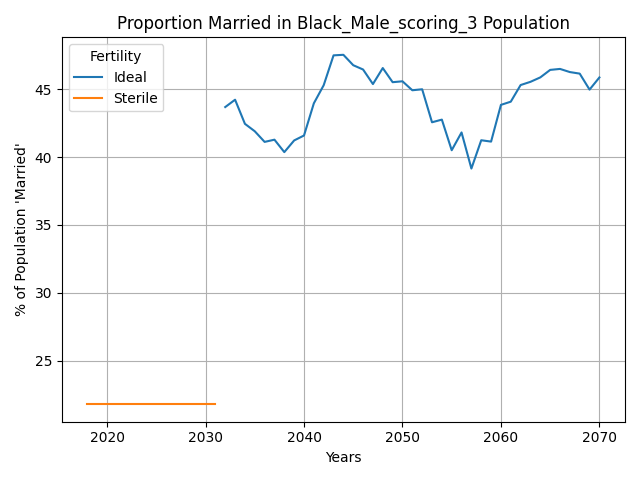 Proportion Married in Black_Male_scoring_3 Population
% of Population 'Married'
Fertility
Ideal
Sterile
45
40
35
30
25
2020 2030 2040 2050 2060 2070
Years